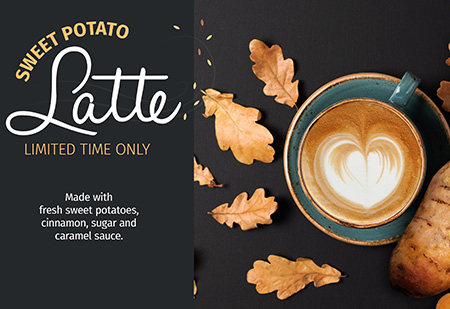 SWEET POTATO
Latte
LIMITED TIME ONLY
Made with
fresh sweet potatoes,
cinnamon, sugar and
caramel sauce.